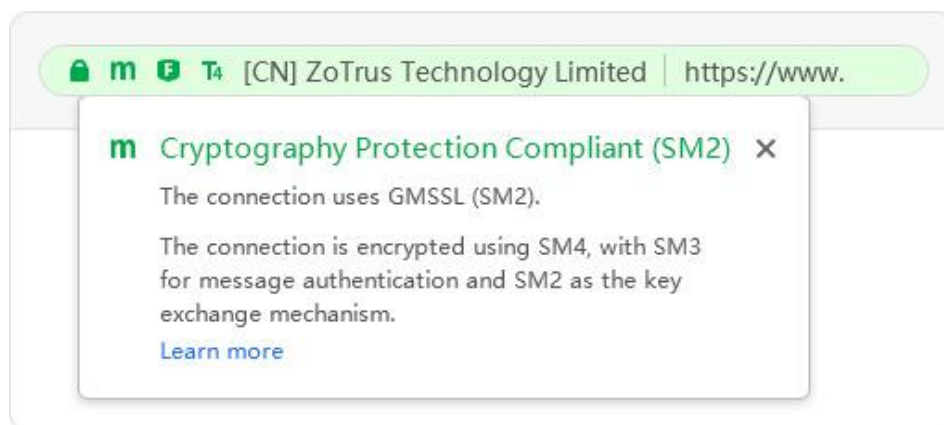 m F T4 [CN] ZoTrus Technology Limited https://www.
m Cryptography Protection Compliant (SM2)
The connection uses GMSSL (SM2).
The connection is encrypted using SM4, with SM3
for message authentication and SM2 as the key
exchange mechanism.
Learn more